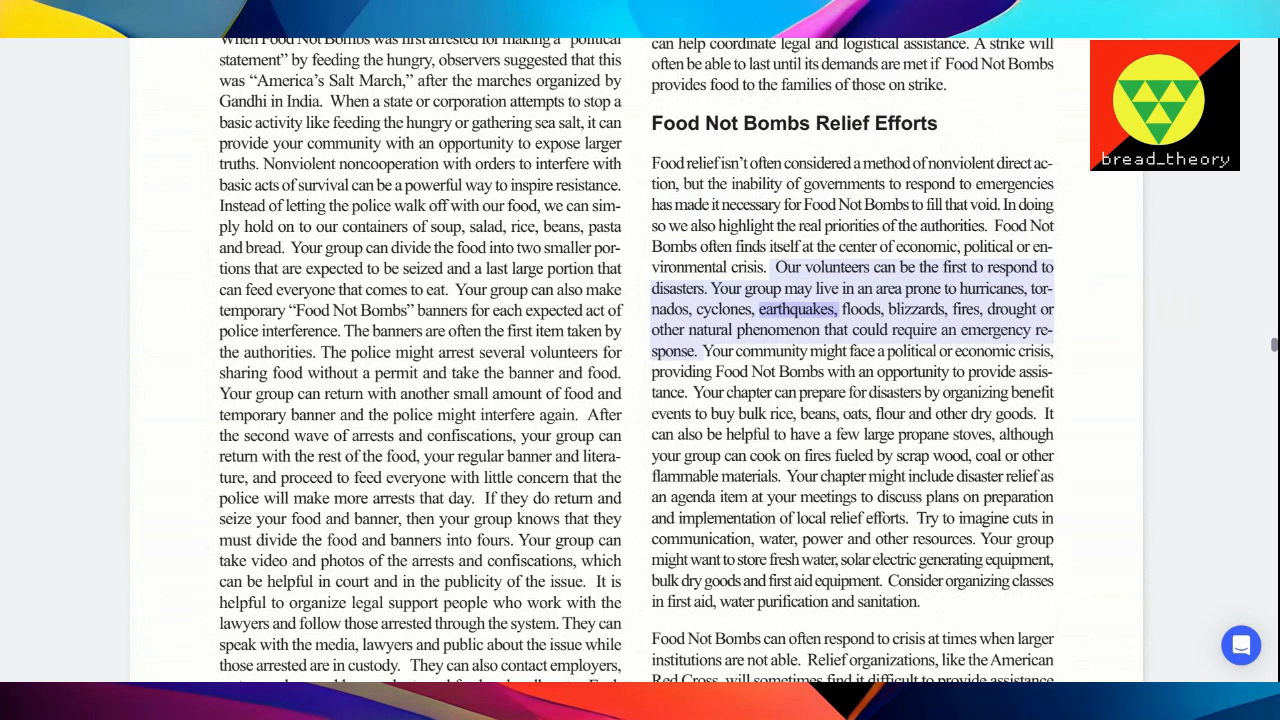 When Food Not Bombs was first arrested for making a “political
statement” by feeding the hungry, observers suggested that this
was “America’s Salt March,” after the marches organized by
Gandhi in India.  When a state or corporation attempts to stop a
basic activity like feeding the hungry or gathering sea salt, it can
provide your community with an opportunity to expose larger
truths. Nonviolent noncooperation with orders to interfere with
basic acts of survival can be a powerful way to inspire resistance.
Instead of letting the police walk off with our food, we can sim-
ply hold on to our containers of soup, salad, rice, beans, pasta
and bread.  Your group can divide the food into two smaller por-
tions that are expected to be seized and a last large portion that
can feed everyone that comes to eat.  Your group can also make
temporary “Food Not Bombs” banners for each expected act of
police interference. The banners are often the first item taken by
the authorities. The police might arrest several volunteers for
sharing food without a permit and take the banner and food.
Your group can return with another small amount of food and
temporary banner and the police might interfere again.  After
the second wave of arrests and confiscations, your group can
return with the rest of the food, your regular banner and litera-
ture, and proceed to feed everyone with little concern that the
police will make more arrests that day.  If they do return and
seize your food and banner, then your group knows that they
must divide the food and banners into fours. Your group can
take video and photos of the arrests and confiscations, which
can be helpful in court and in the publicity of the issue.  It is
helpful to organize legal support people who work with the
lawyers and follow those arrested through the system. They can
speak with the media, lawyers and public about the issue while
those arrested are in custody.  They can also contact employers,
can help coordinate legal and logistical assistance. A strike will
often be able to last until its demands are met if  Food Not Bombs
provides food to the families of those on strike.
Food Not Bombs Relief Efforts
Food relief isn’t often considered a method of nonviolent direct ac-
tion, but the inability of governments to respond to emergencies
has made it necessary for Food Not Bombs to fill that void. In doing
so we also highlight the real priorities of the authorities.  Food Not
Bombs often finds itself at the center of economic, political or en-
vironmental crisis.  Our volunteers can be the first to respond to
disasters. Your group may live in an area prone to hurricanes, tor-
nados, cyclones, earthquakes, floods, blizzards, fires, drought or
other natural phenomenon that could require an emergency re-
sponse.  Your community might face a political or economic crisis,
providing Food Not Bombs with an opportunity to provide assis-
tance.  Your chapter can prepare for disasters by organizing benefit
events to buy bulk rice, beans, oats, flour and other dry goods.  It
can also be helpful to have a few large propane stoves, although
your group can cook on fires fueled by scrap wood, coal or other
flammable materials.  Your chapter might include disaster relief as
an agenda item at your meetings to discuss plans on preparation
and implementation of local relief efforts.  Try to imagine cuts in
communication, water, power and other resources. Your group
might want to store fresh water, solar electric generating equipment,
bulk dry goods and first aid equipment.  Consider organizing classes
in first aid, water purification and sanitation.
Food Not Bombs can often respond to crisis at times when larger
institutions are not able.  Relief organizations, like the American
Red Cross, will sometimes find it difficult to provide assistance
bread_theory